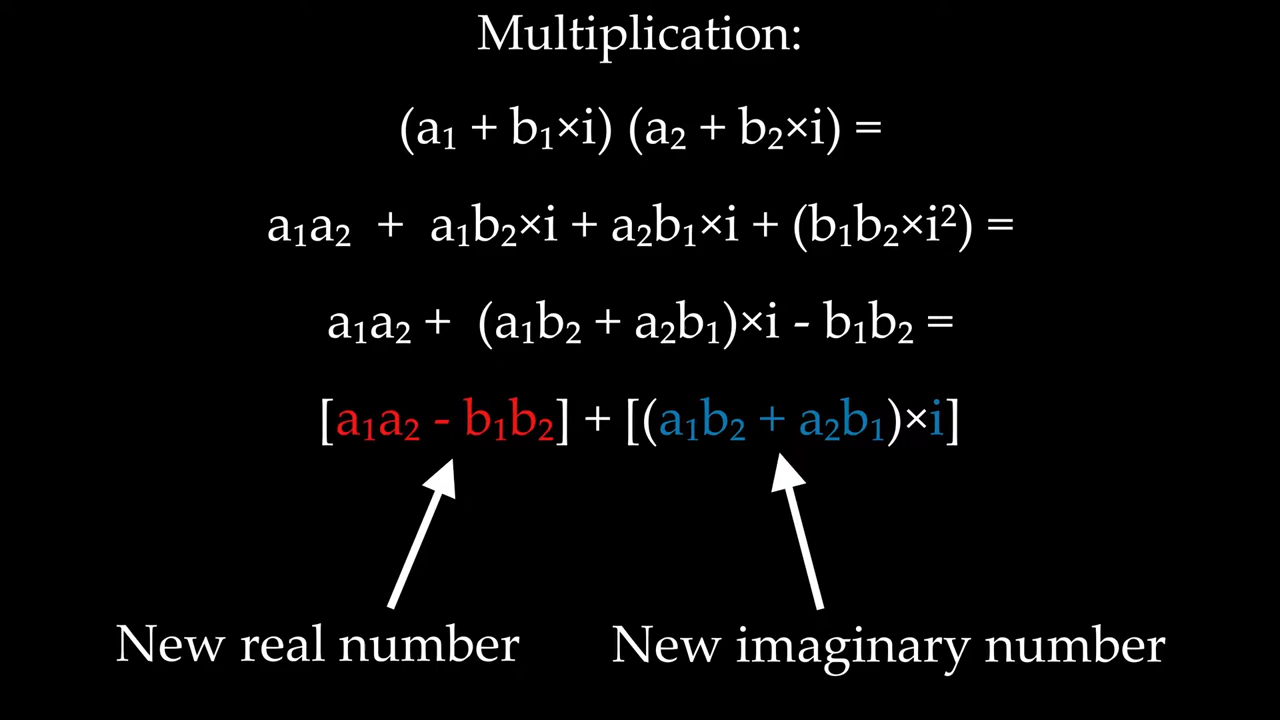 Multiplication:
(a₁ + b₁×i) (a₂ + b₂×i) =
a₁a₂ + a₁b₂×i + a₂b₁×i + (b₁b₂×i²) =
a₁a₂ + (a₁b₂ + a₂b₁)×i - b₁b₂ =
[a₁a₂ - b₁b₂] + [(a₁b₂ + a₂b₁)×i]
New real number
New imaginary number